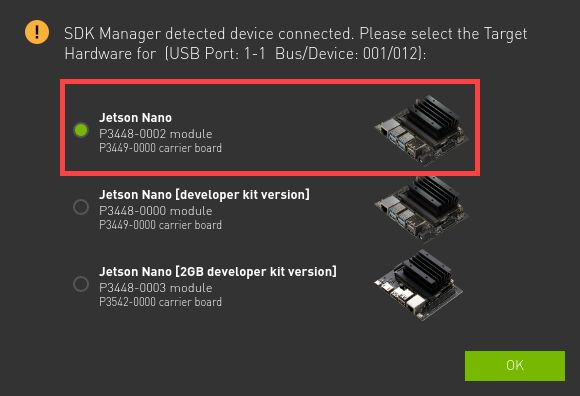 SDK Manager detected device connected. Please select the Target
Hardware for (USB Port: 1-1 Bus/Device: 001/012):
Jetson Nano
P3448-0002 module
P3449-0000 carrier board
Jetson Nano [developer kit version]
P3448-0000 module
P3449-0000 carrier board
Jetson Nano [2GB developer kit version]
P3448-0003 module
P3542-0000 carrier board
OK